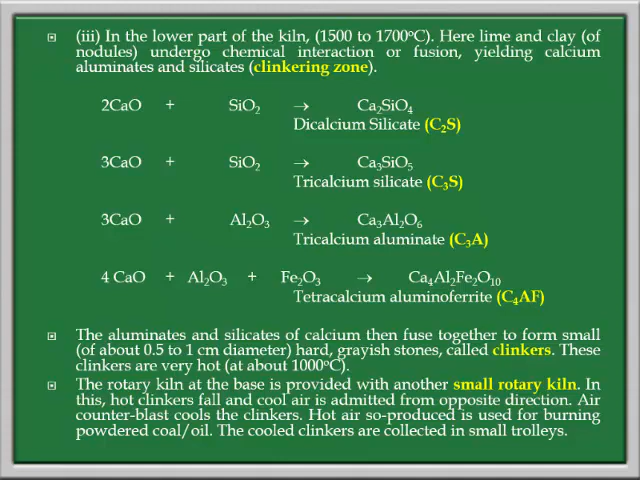 (iii) In the lower part of the kiln, (1500 to 1700°C). Here lime and clay (of
nodules) undergo chemical interaction or fusion, yielding calcium
aluminates and silicates (clinkering zone).
2CaO + SiO₂ → Ca₂SiO₄
Dicalcium Silicate (C₂S)
3CaO + SiO₂ → Ca₃SiO₅
Tricalcium silicate (C₃S)
3CaO + Al₂O₃ → Ca₃Al₂O₆
Tricalcium aluminate (C₃A)
4 CaO + Al₂O₃ + Fe₂O₃ → Ca₄Al₂Fe₂O₁₀
Tetracalcium aluminoferrite (C₄AF)
The aluminates and silicates of calcium then fuse together to form small
(of about 0.5 to 1 cm diameter) hard, grayish stones, called clinkers. These
clinkers are very hot (at about 1000°C).
The rotary kiln at the base is provided with another small rotary kiln. In
this, hot clinkers fall and cool air is admitted from opposite direction. Air
counter-blast cools the clinkers. Hot air so-produced is used for burning
powdered coal/oil. The cooled clinkers are collected in small trolleys.